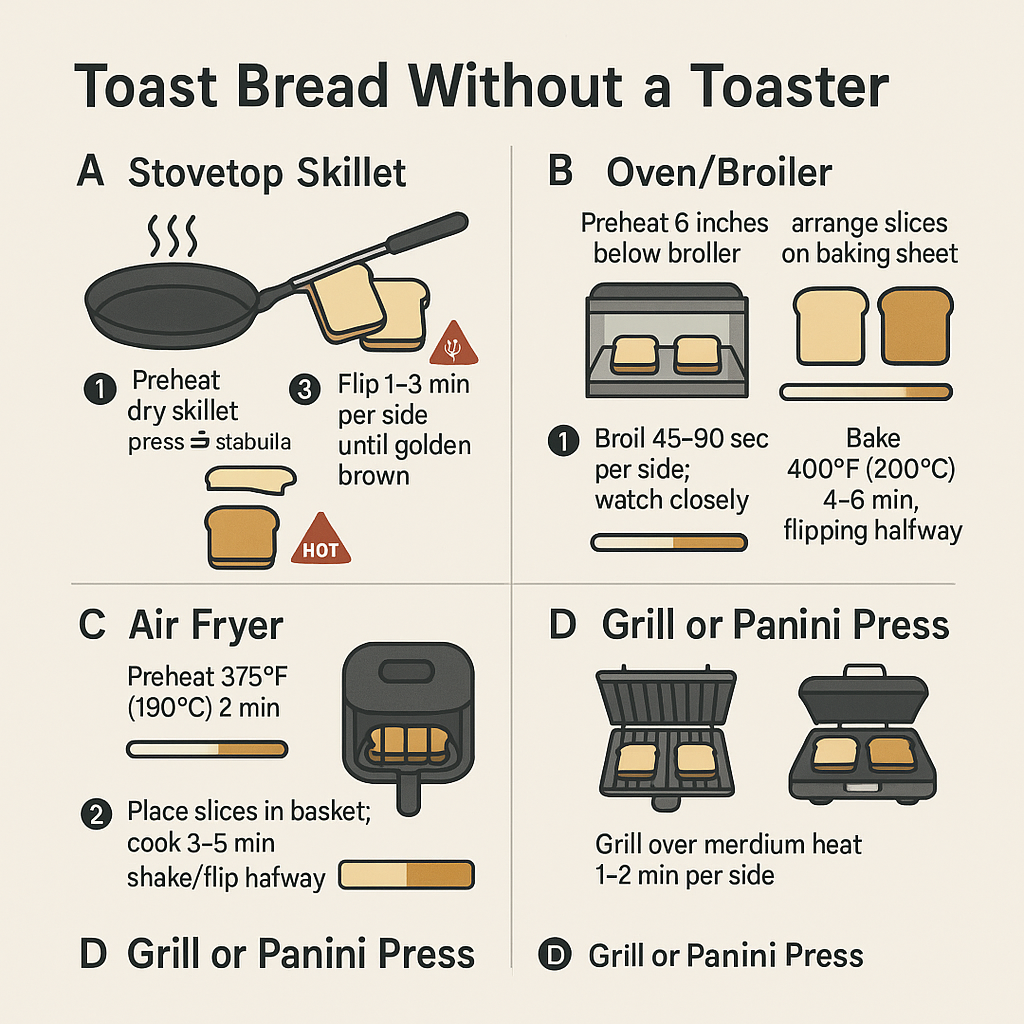 Toast Bread Without a Toaster
A Stovetop Skillet
1 Preheat
dry skillet
press stabuila
3 Flip 1–3 min
per side
until golden
brown
HOT
B Oven/Broiler
Preheat 6 inches
below broller
arrange slices
on baking sheet
1 Broil 45–90 sec
per side;
watch closely
Bake
400°F (200°C)
4–6 min,
flipping halfway
C Air Fryer
Preheat 375°F
(190°C) 2 min
2 Place slices in basket;
cook 3–5 min
shake/flip hafway
D Grill or Panini Press
Grill over merdium heat
1–2 min per side
D Grill or Panini Press
D Grill or Panini Press